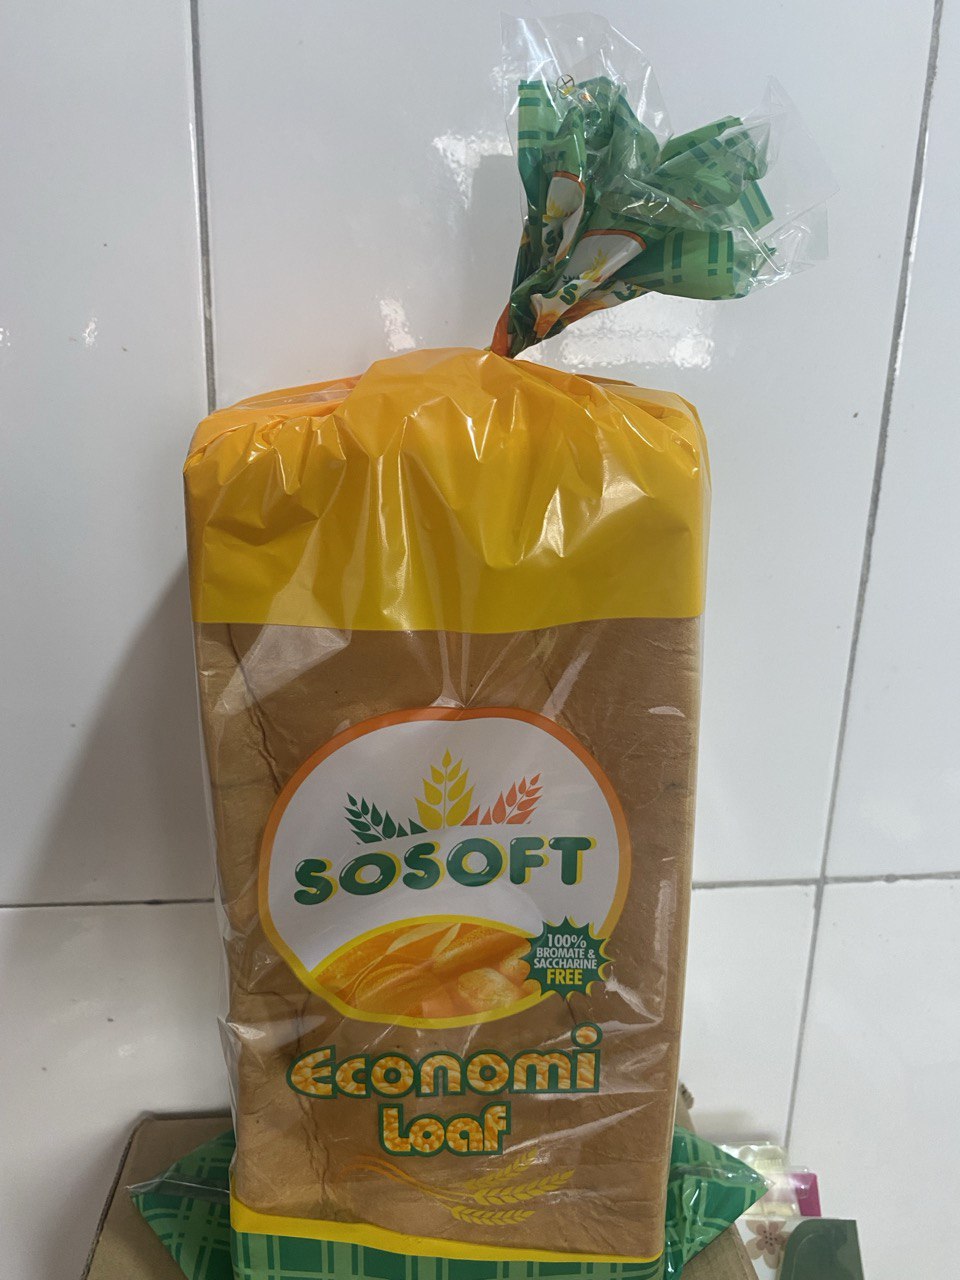 SOSOFT
100%
BROMATE &
SACCHARINE
FREE
Economi
Loaf